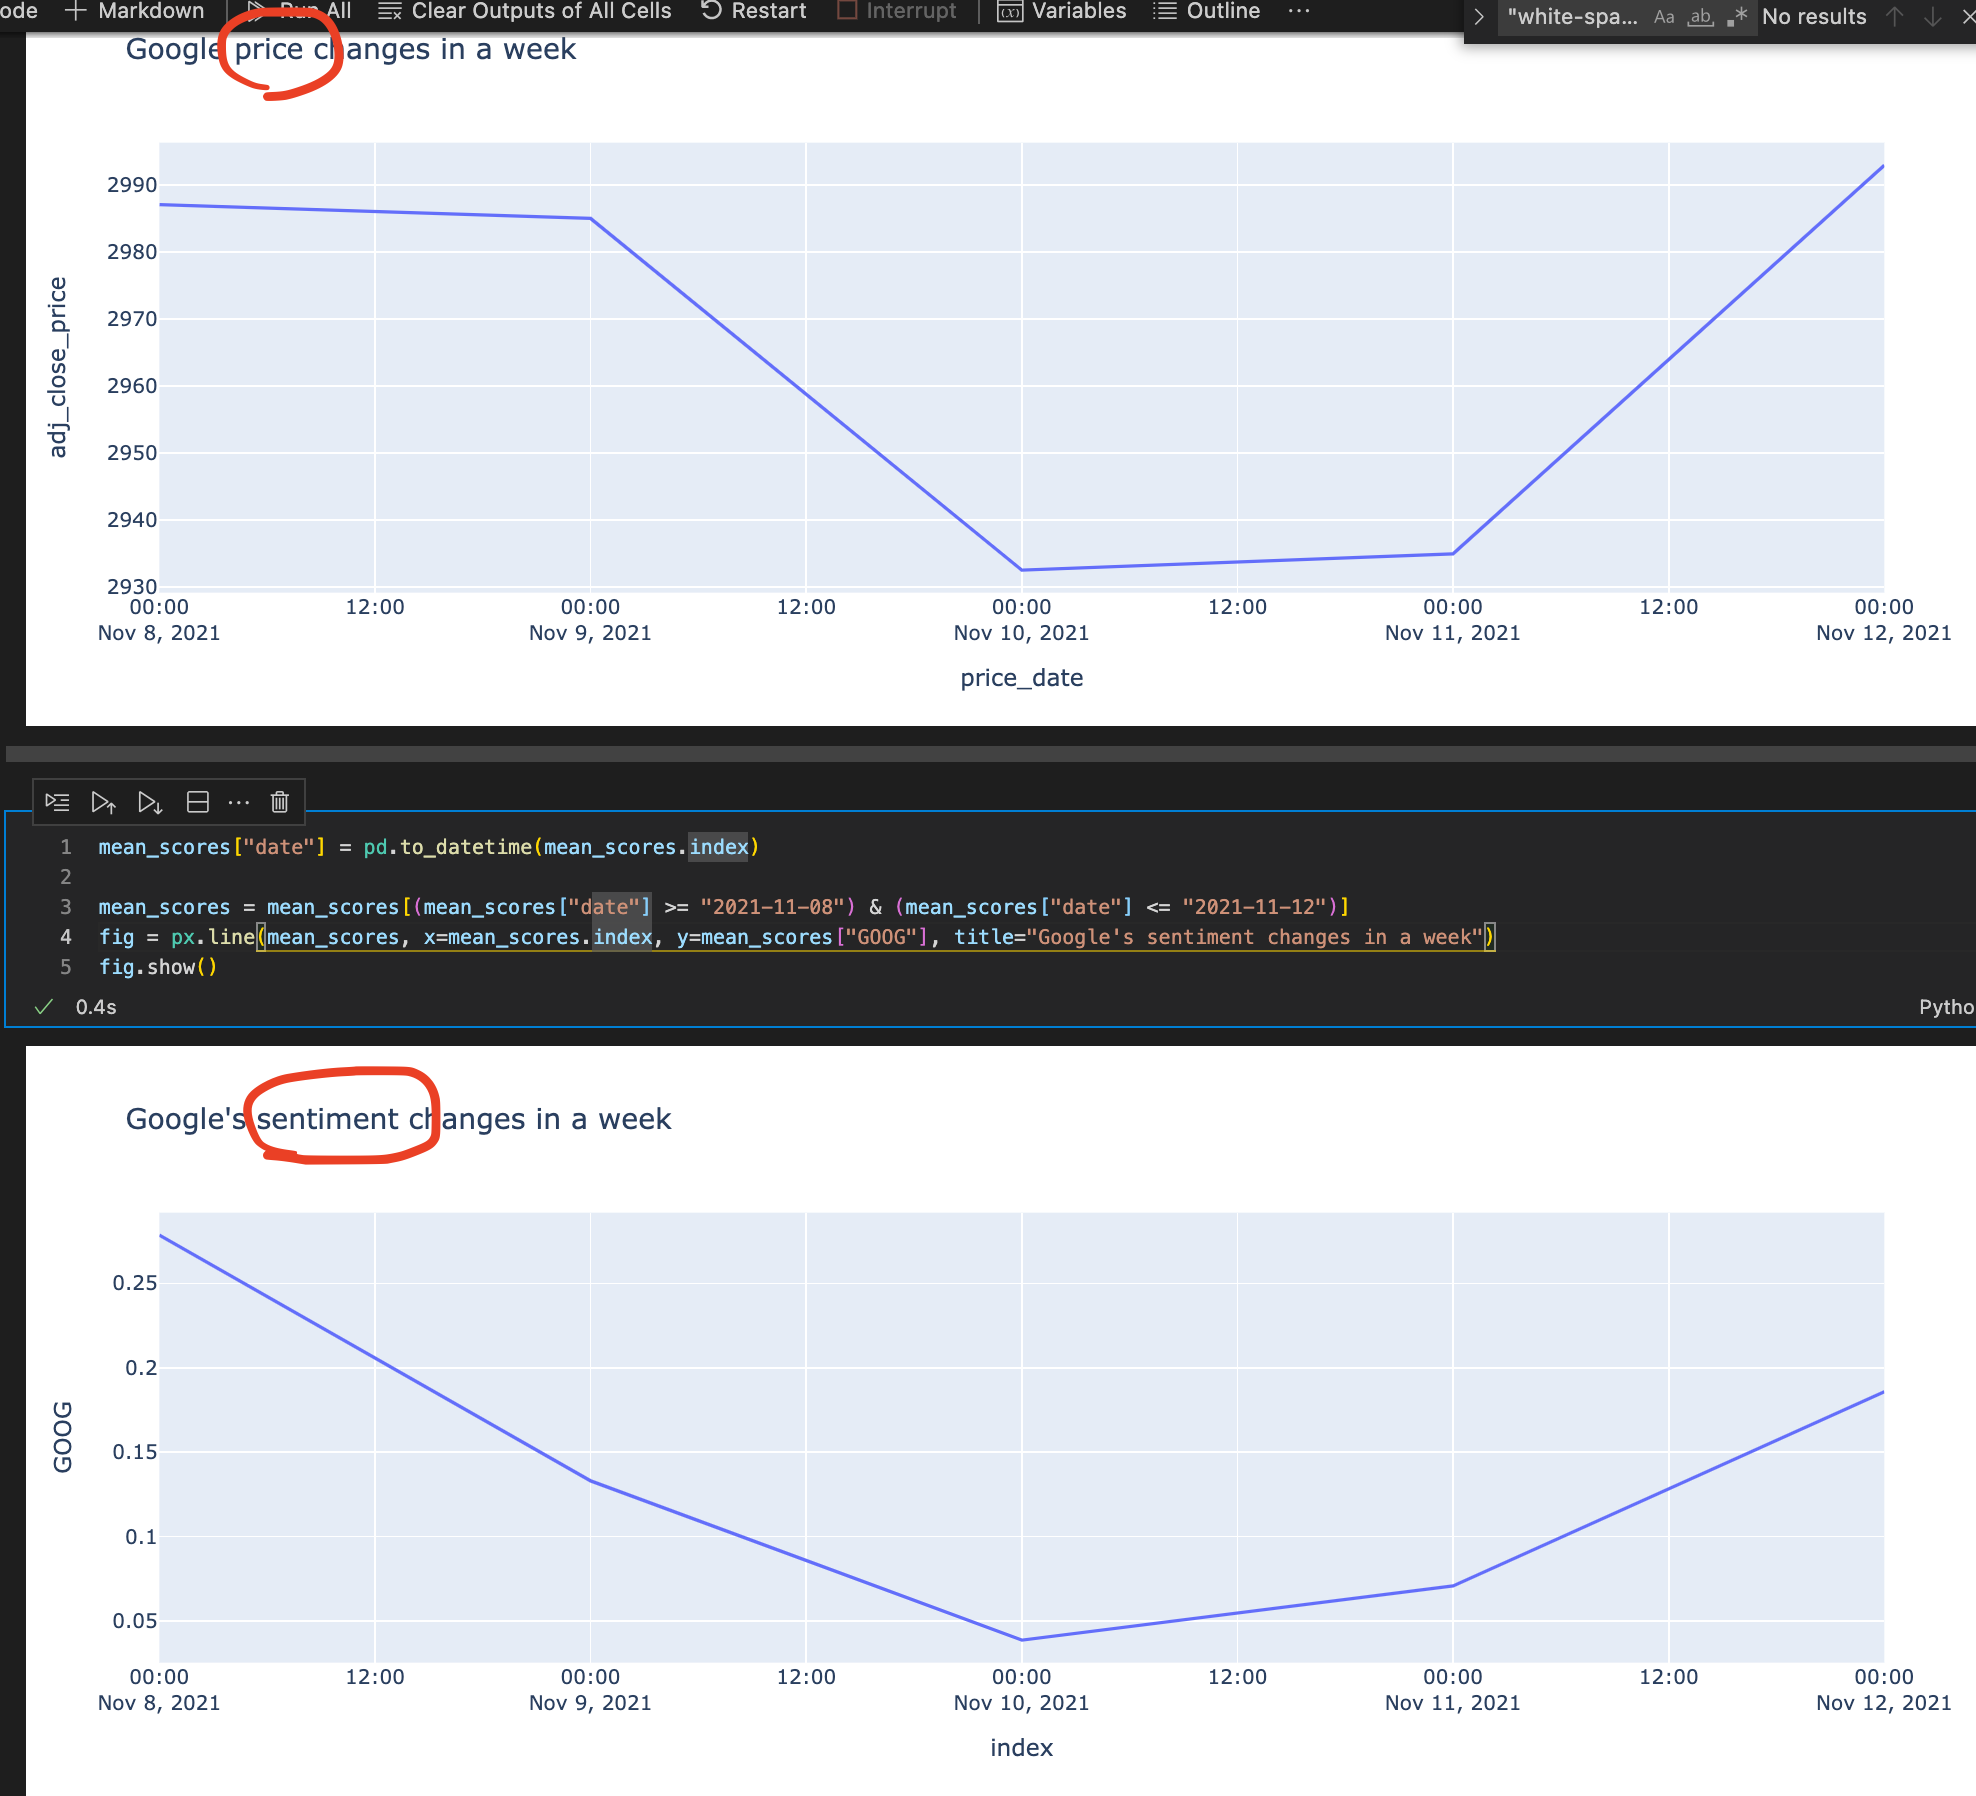 ode + Markdown Run All Clear Outputs of All Cells Restart Interrupt (x) Variables Outline ... > "white-spa... Aa ab .* No results
Google price changes in a week
2990
2980
2970
2960
2950
2940
2930
adj_close_price
00:00 12:00 00:00 12:00 00:00 12:00 00:00 12:00 00:00
Nov 8, 2021 Nov 9, 2021 Nov 10, 2021 Nov 11, 2021 Nov 12, 2021
price_date
1 mean_scores["date"] = pd.to_datetime(mean_scores.index)
2
3 mean_scores = mean_scores[(mean_scores["date"] >= "2021-11-08") & (mean_scores["date"] <= "2021-11-12")]
4 fig = px.line(mean_scores, x=mean_scores.index, y=mean_scores["GOOG"], title="Google's sentiment changes in a week")
5 fig.show()
0.4s Pytho
Google's sentiment changes in a week
0.25
0.2
0.15
0.1
0.05
GOOG
00:00 12:00 00:00 12:00 00:00 12:00 00:00 12:00 00:00
Nov 8, 2021 Nov 9, 2021 Nov 10, 2021 Nov 11, 2021 Nov 12, 2021
index